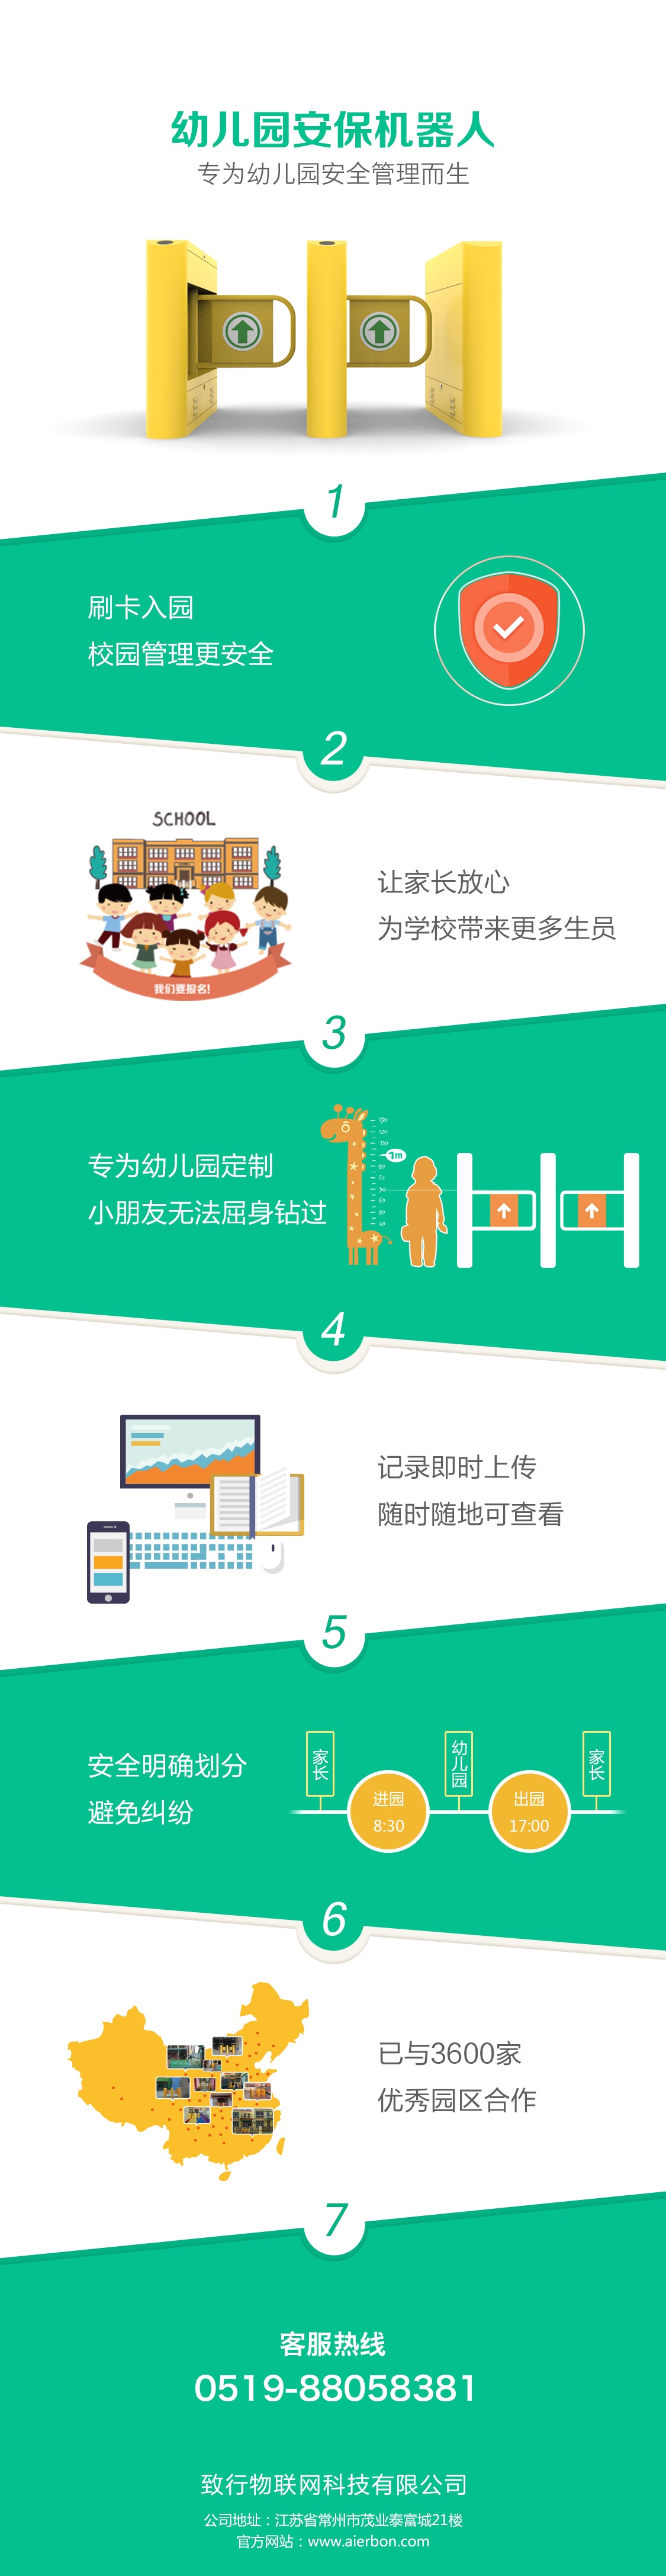 幼儿园安保机器人
专为幼儿园安全管理而生
1
刷卡入园
校园管理更安全
2
SCHOOL
我们要报名!
让家长放心
为学校带来更多生员
3
专为幼儿园定制
小朋友无法屈身钻过
130
120
110
1m
90
70
60
50
4
记录即时上传
随时随地可查看
5
安全明确划分
避免纠纷
家长
幼儿园
家长
进园
8:30
出园
17:00
6
已与3600家
优秀园区合作
7
客服热线
0519-88058381
致行物联网科技有限公司
公司地址：江苏省常州市茂业泰富城21楼
官方网站：www.aierbon.com